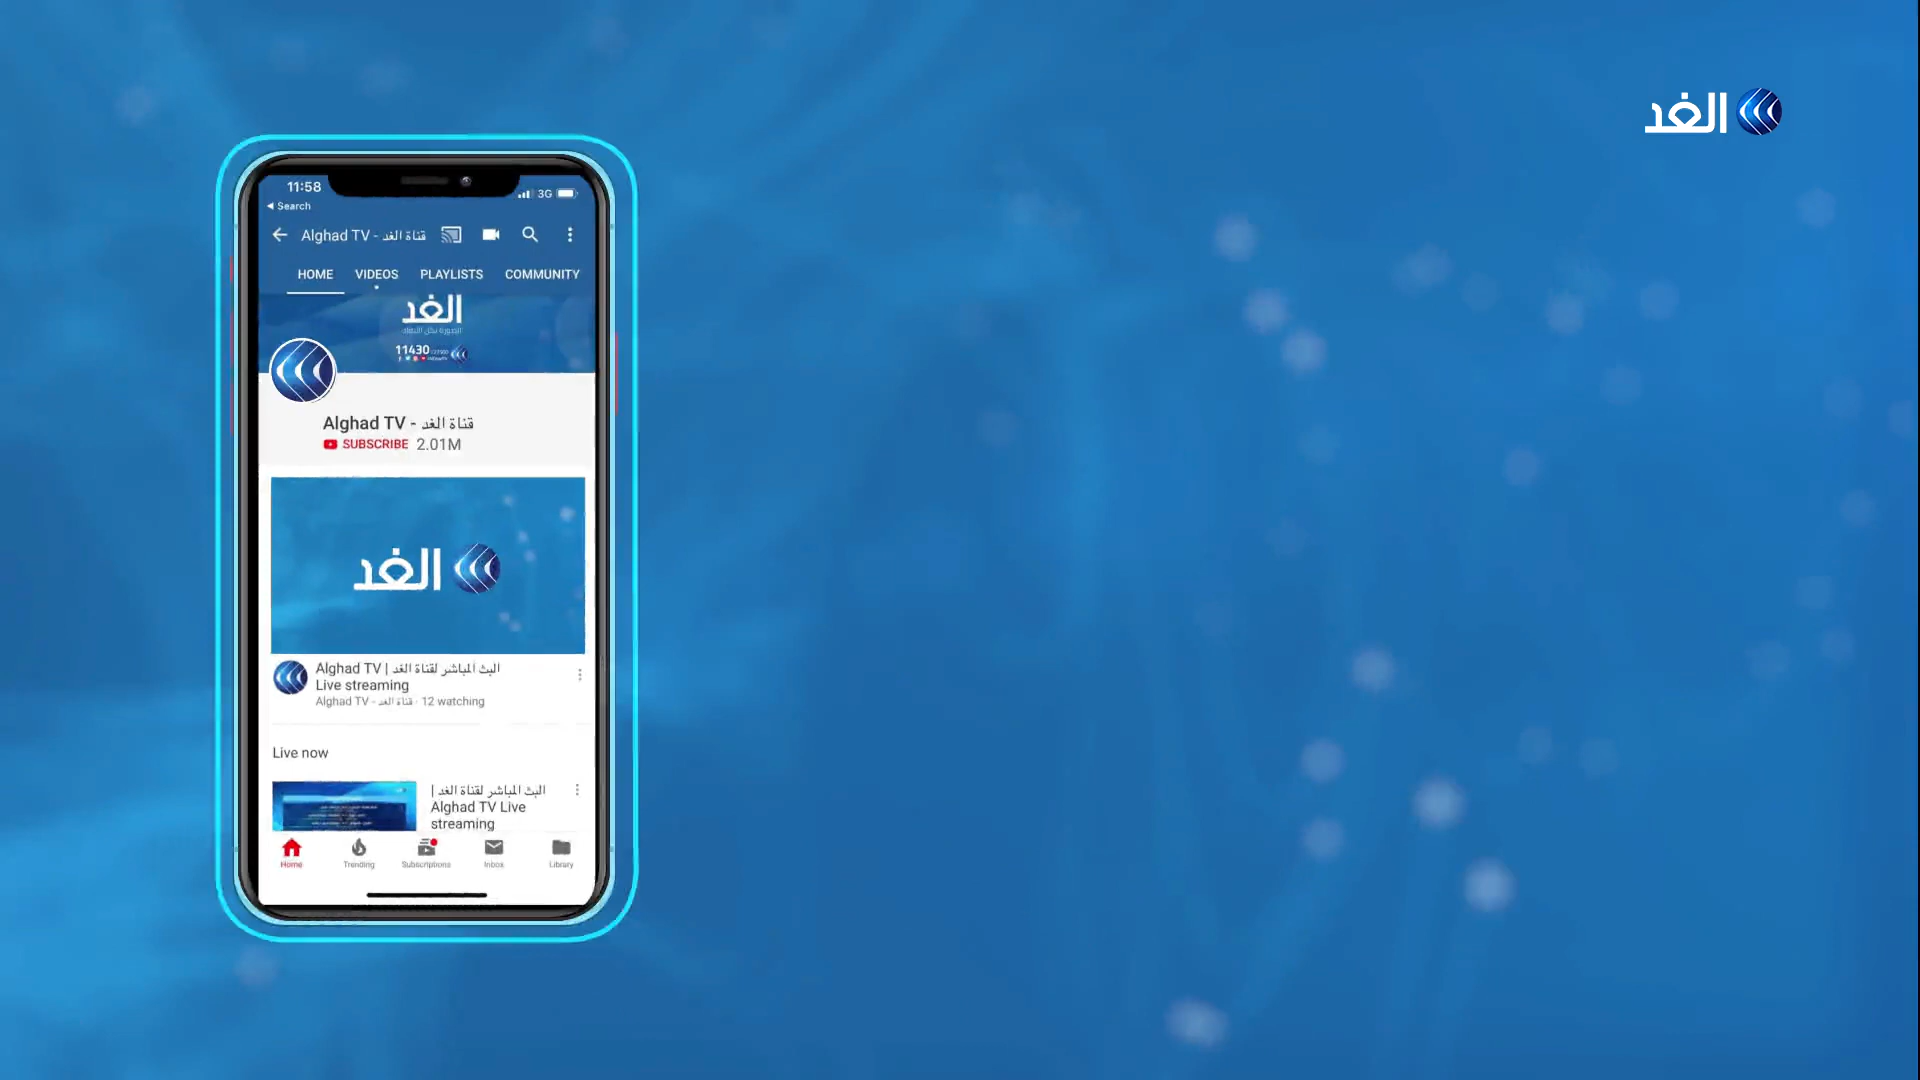 الغد
11:58
3G
Search
Alghad TV - قناة الغد
HOME VIDEOS PLAYLISTS COMMUNITY
الغد
11430
Alghad TV - قناة الغد
SUBSCRIBE 2.01M
الغد
Alghad TV | البث المباشر لقناة الغد
Live streaming
Alghad TV - قناة الغد · 12 watching
Live now
البث المباشر لقناة الغد |
Alghad TV Live
streaming
Home Trending Subscriptions Inbox Library